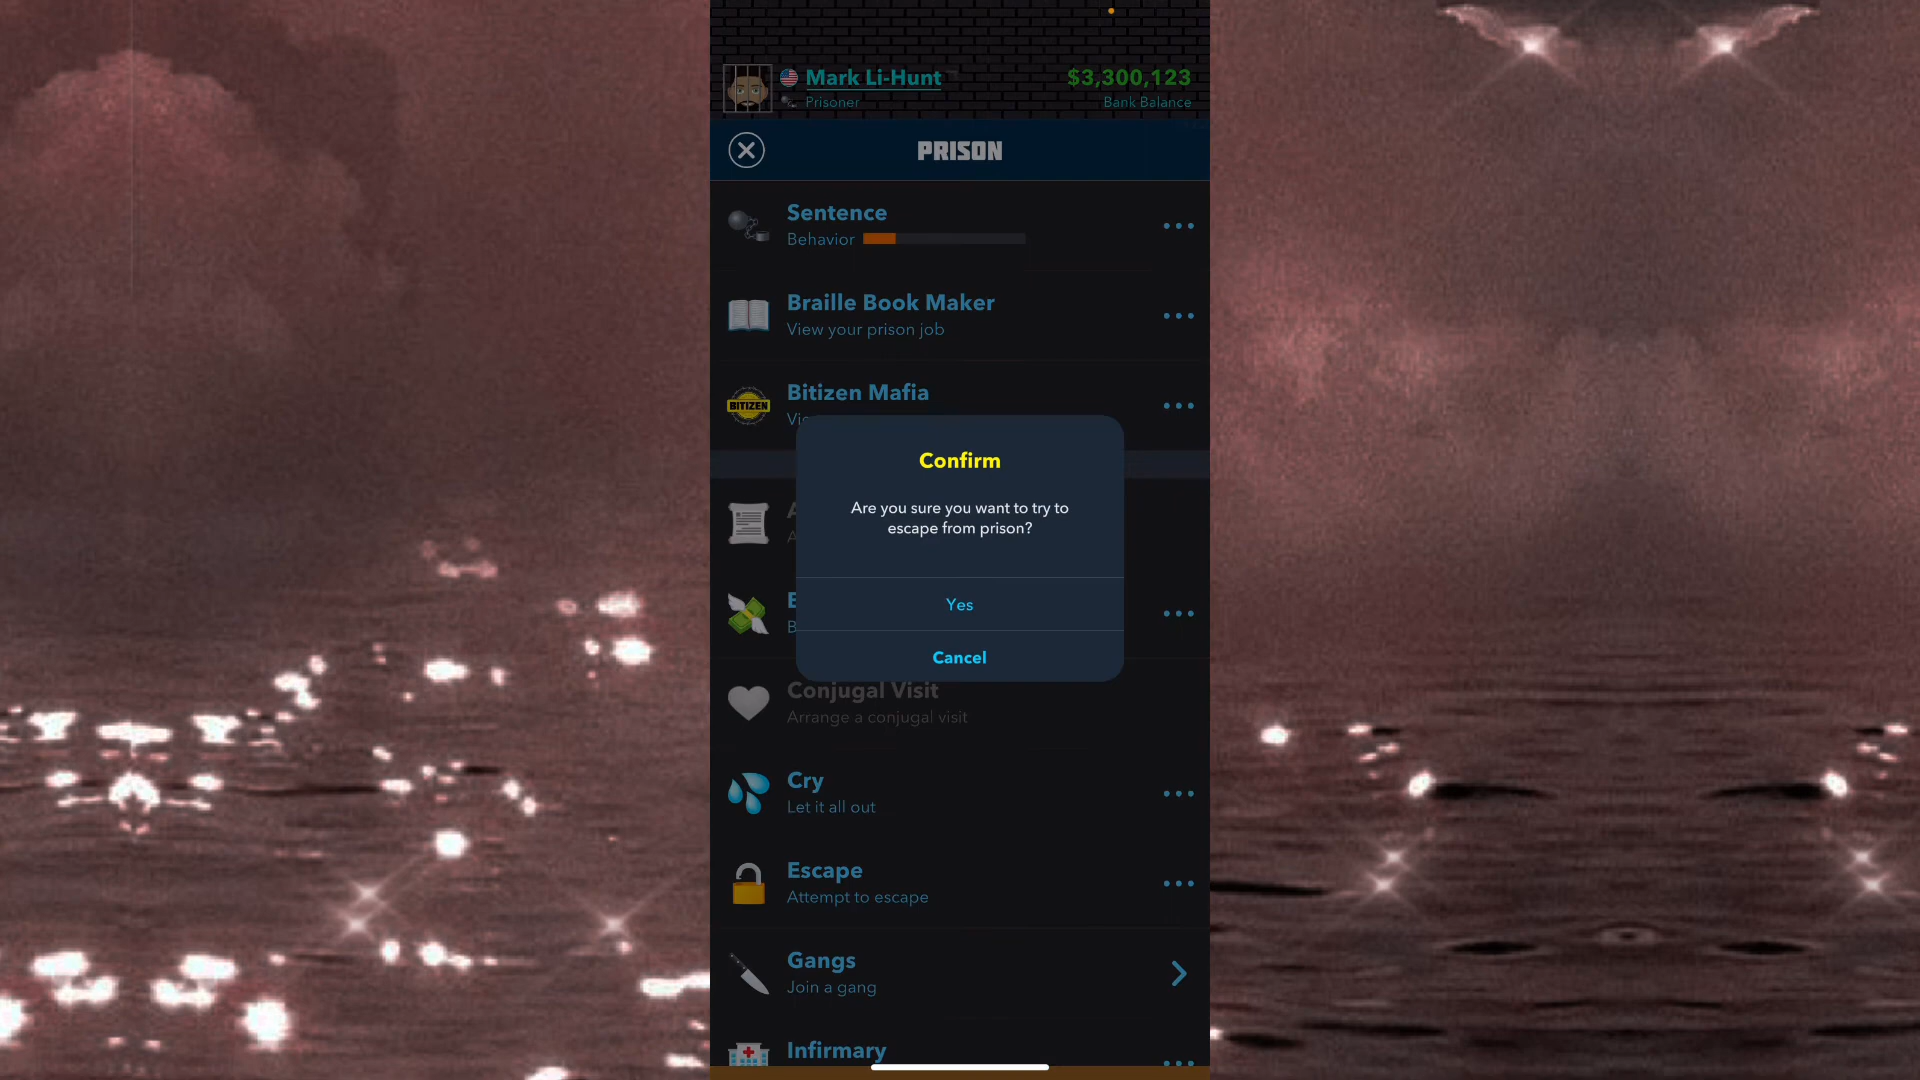 Mark Li-Hunt
$3,300,123
Prisoner
Bank Balance
PRISON
Sentence
Behavior
Braille Book Maker
View your prison job
BITIZEN
Bitizen Mafia
Confirm
Are you sure you want to try to
escape from prison?
Yes
Cancel
Conjugal Visit
Arrange a conjugal visit
Cry
Let it all out
Escape
Attempt to escape
Gangs
Join a gang
Infirmary